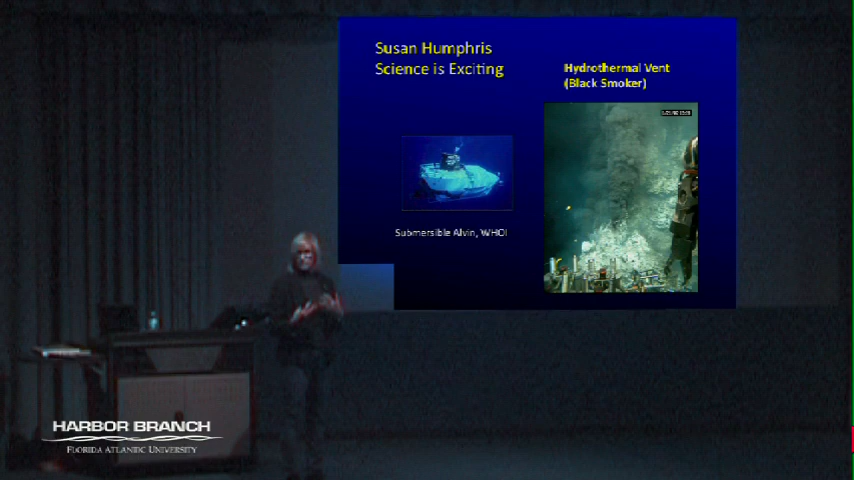 Susan Humphris
Science is Exciting
Hydrothermal Vent
(Black Smoker)
Submersible Alvin, WHOI
HARBOR BRANCH
FLORIDA ATLANTIC UNIVERSITY